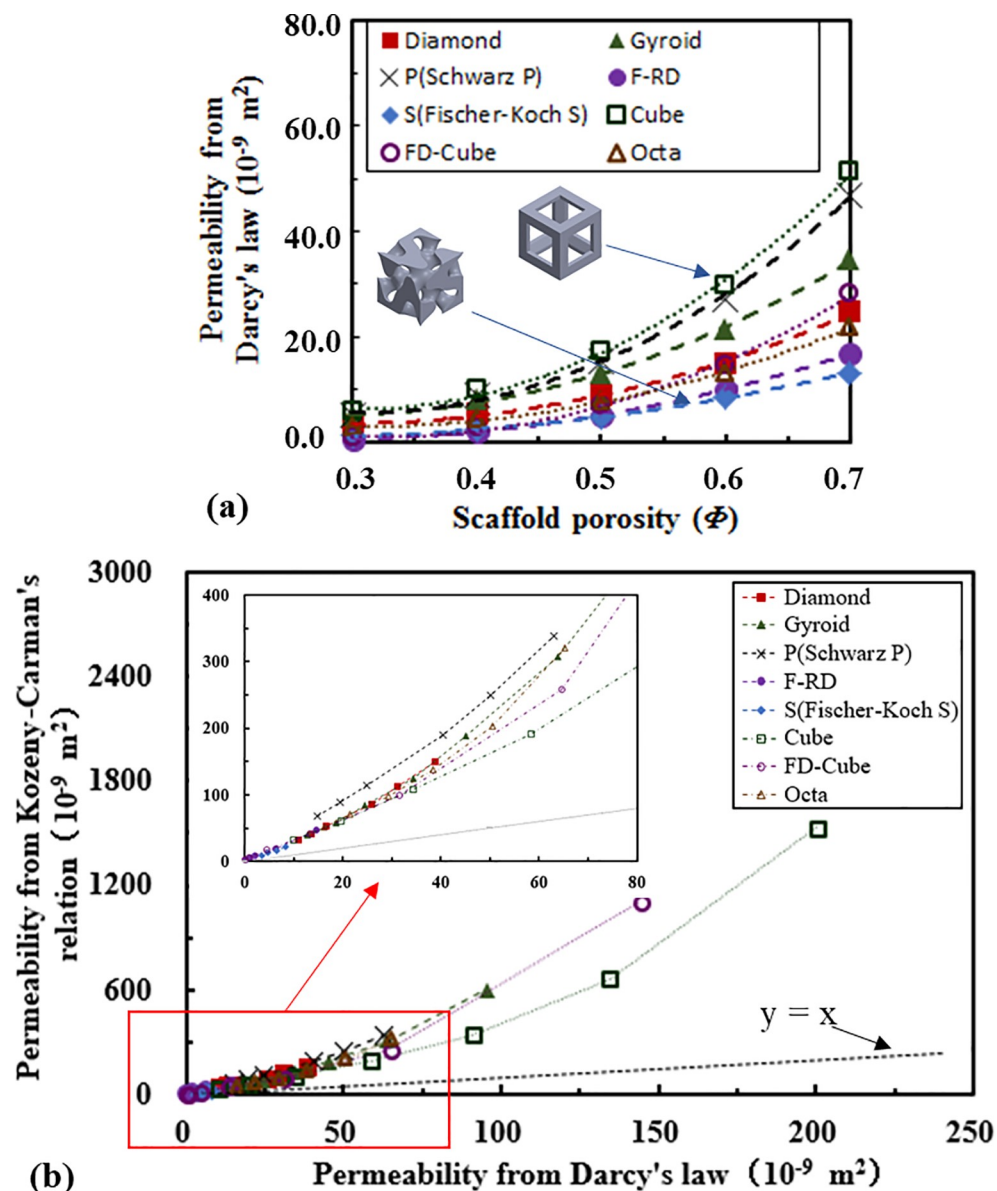 80.0
60.0
40.0
20.0
0.0
Permeability from
Darcy's law (10⁻⁹ m²)
Diamond
Gyroid
P(Schwarz P)
F-RD
S(Fischer-Koch S)
Cube
FD-Cube
Octa
0.3 0.4 0.5 0.6 0.7
(a)
Scaffold porosity (Φ)
3000
2400
1800
1200
600
0
Permeability from Kozeny-Carman's
relation (10⁻⁹ m²)
400
300
200
100
0
0 20 40 60 80
Diamond
Gyroid
P(Schwarz P)
F-RD
S(Fischer-Koch S)
Cube
FD-Cube
Octa
y = x
0 50 100 150 200 250
(b)
Permeability from Darcy's law (10⁻⁹ m²)